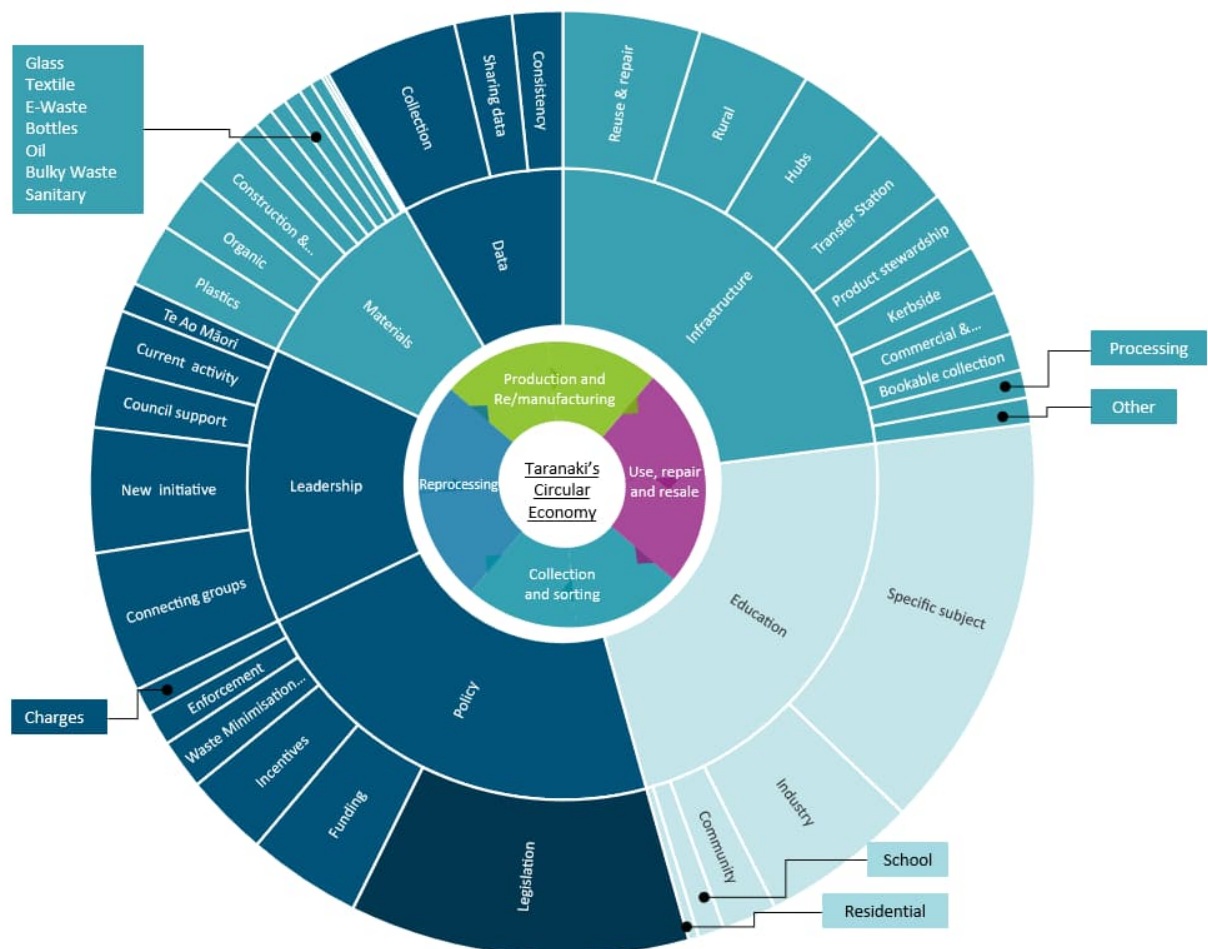 Glass
Textile
E-Waste
Bottles
Oil
Bulky Waste
Sanitary
Collection
Sharing data
Consistency
Reuse & repair
Rural
Hubs
Transfer Station
Product stewardship
Kerbside
Commercial &...
Bookable collection
Processing
Other
Construction &...
Organic
Plastics
Te Ao Māori
Current activity
Council support
New initiative
Connecting groups
Charges
Enforcement
Waste Minimisation...
Incentives
Funding
Legislation
Specific subject
Industry
Community
School
Residential
Data
Infrastructure
Materials
Leadership
Policy
Education
Production and
Re/manufacturing
Use, repair
and resale
Reprocessing
Collection
and sorting
Taranaki's
Circular
Economy